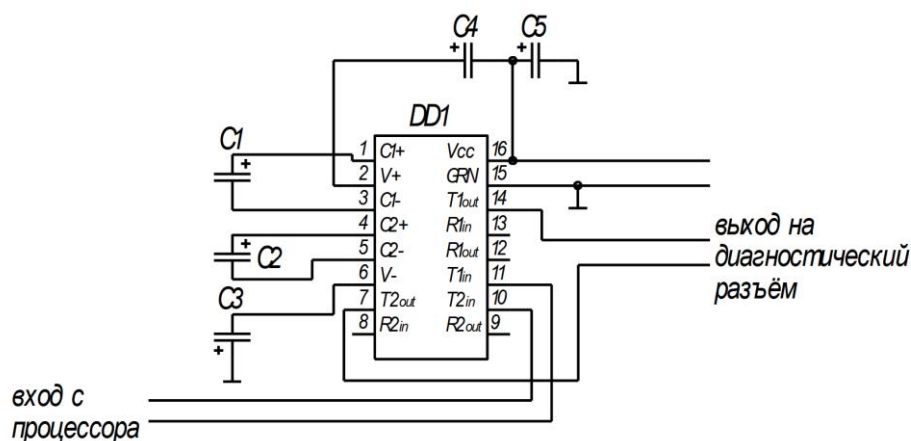 C4 C5
DD1
C1
1 C1+ Vcc 16
2 V+ GRN 15
3 C1- T1out 14
4 C2+ R1in 13
5 C2- R1out 12
6 V- T1in 11
7 T2out T2in 10
8 R2in R2out 9
C2
C3
выход на
диагностический
разъём
вход с
процессора